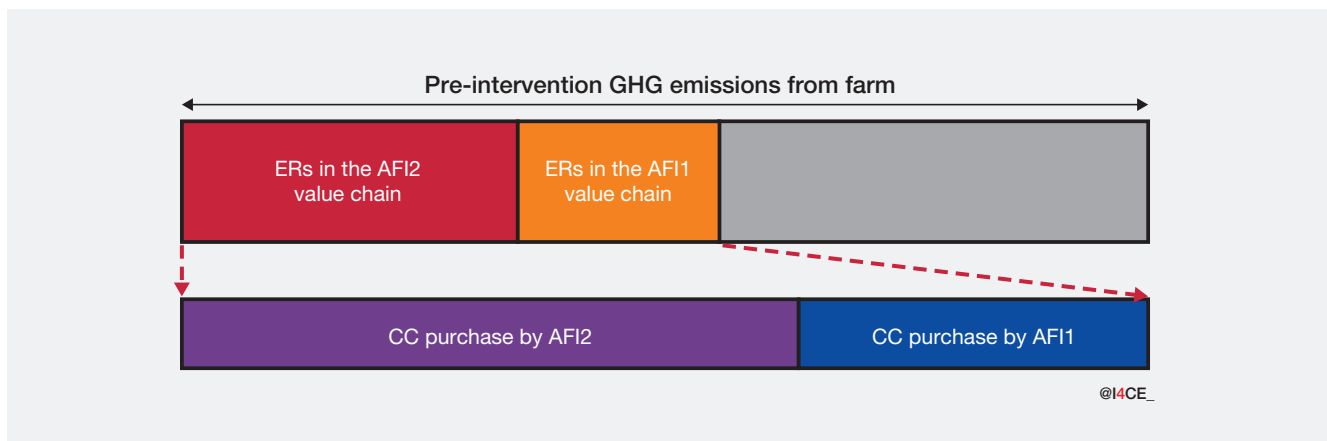 Pre-intervention GHG emissions from farm
ERs in the AFI2
value chain
ERs in the AFI1
value chain
CC purchase by AFI2
CC purchase by AFI1
@I4CE_